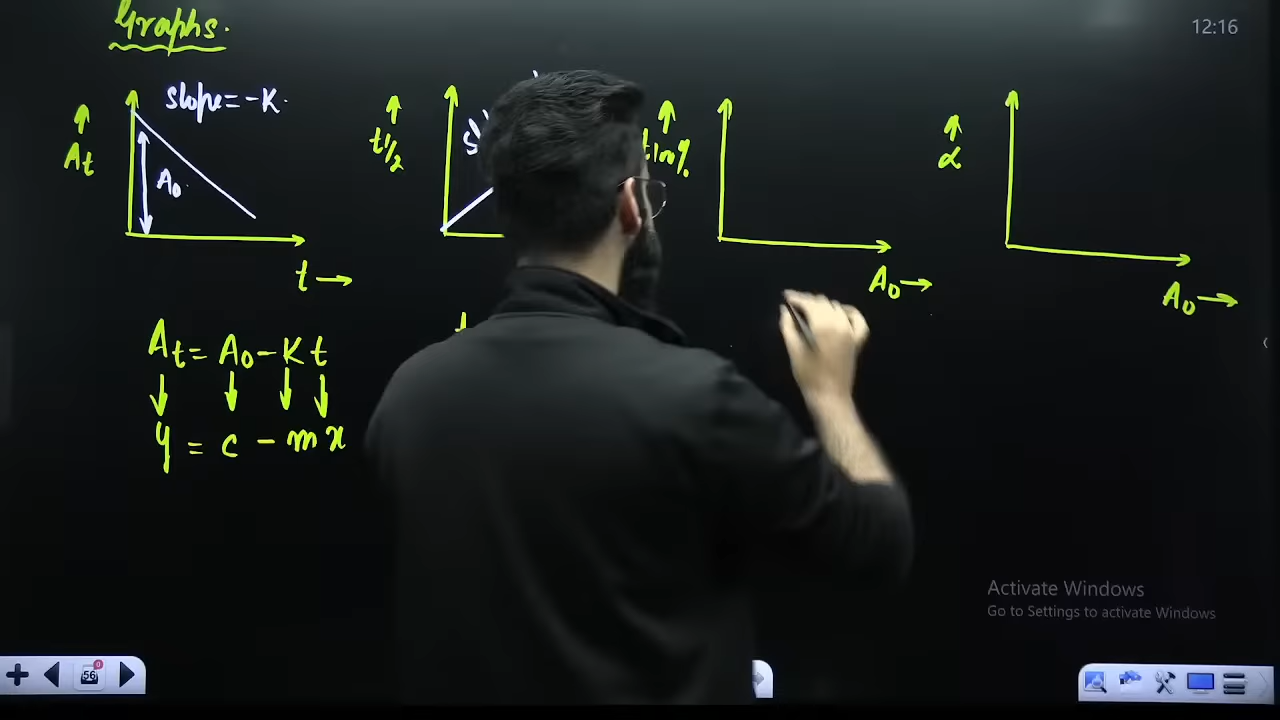 Graphs.
12:16
slope = -K.
At
A0.
t →
t1/2
t100%
A0 →
α
A0 →
At = A0 - Kt
y = c - mx
Activate Windows
Go to Settings to activate Windows
56